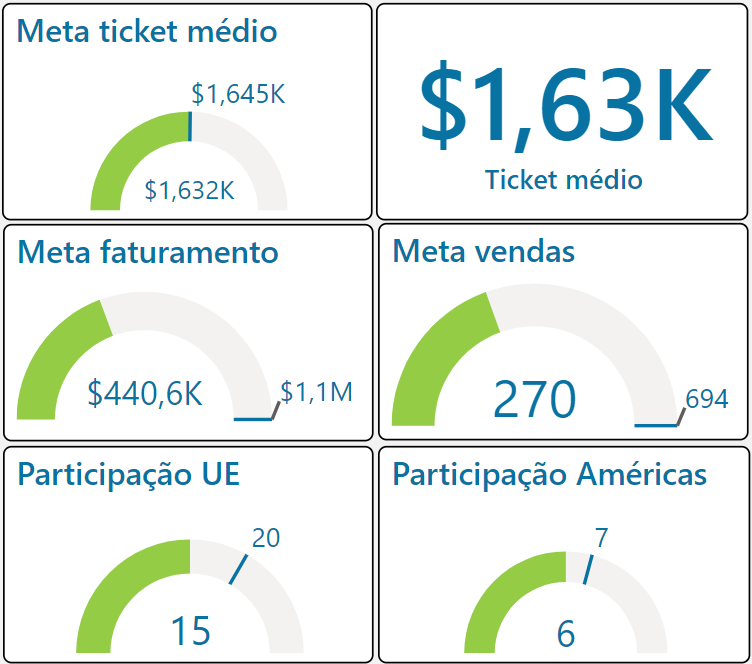 Meta ticket médio
$1,645K
$1,632K
$1,63K
Ticket médio
Meta faturamento
$440,6K
$1,1M
Meta vendas
270
694
Participação UE
20
15
Participação Américas
7
6